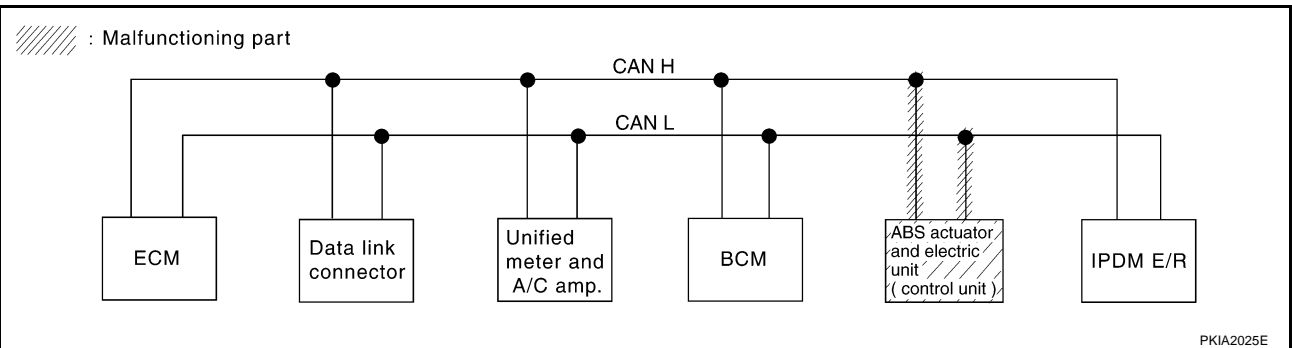 : Malfunctioning part
CAN H
CAN L
ECM
Data link
connector
Unified
meter and
A/C amp.
BCM
ABS actuator
and electric
unit
( control unit )
IPDM E/R
PKIA2025E